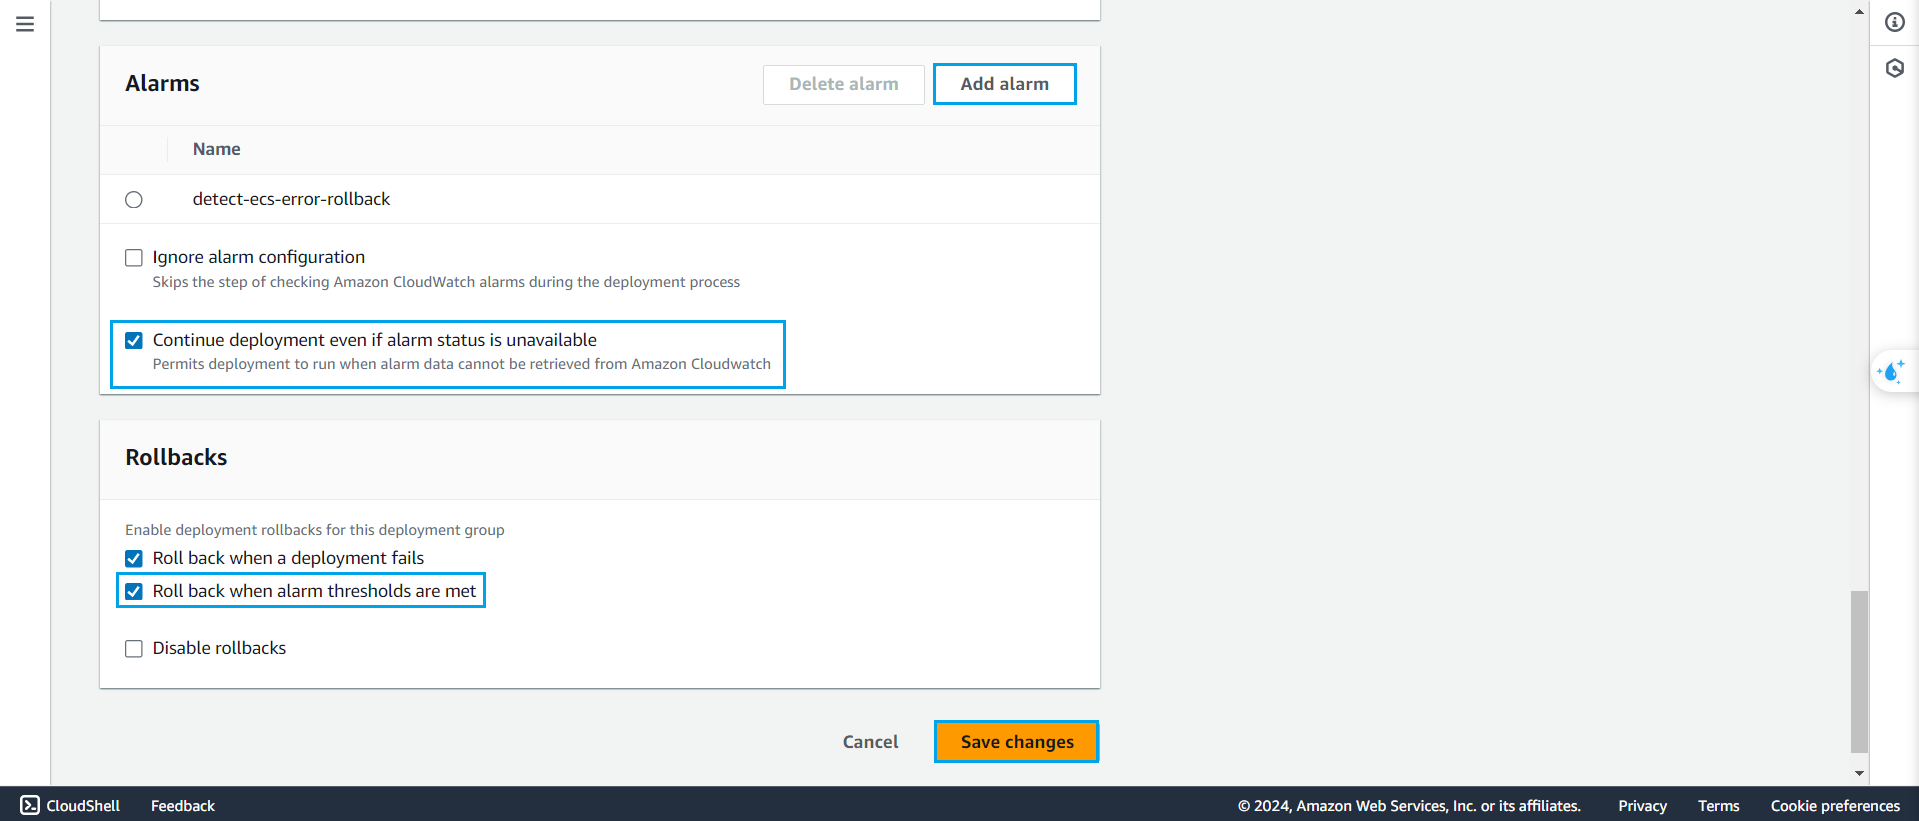 Alarms
Delete alarm
Add alarm
Name
detect-ecs-error-rollback
Ignore alarm configuration
Skips the step of checking Amazon CloudWatch alarms during the deployment process
Continue deployment even if alarm status is unavailable
Permits deployment to run when alarm data cannot be retrieved from Amazon Cloudwatch
Rollbacks
Enable deployment rollbacks for this deployment group
Roll back when a deployment fails
Roll back when alarm thresholds are met
Disable rollbacks
Cancel
Save changes
CloudShell
Feedback
© 2024, Amazon Web Services, Inc. or its affiliates.
Privacy
Terms
Cookie preferences